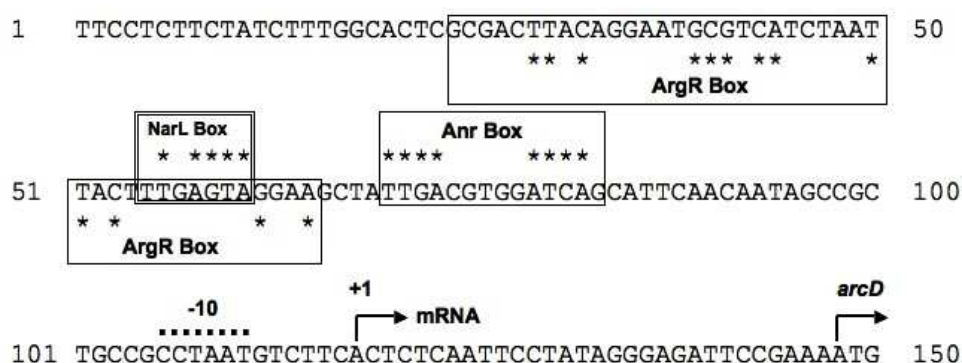 1 TTCCTCTTCTATCTTTGGCACTCGCGACTTACAGGAATGCGTCATCTAAT 50
** * *** ** *
ArgR Box
NarL Box Anr Box
* **** **** ****
51 TACTTTGAGTAGGAAGCTATTGACGTGGATCAGCATTCAACAATAGCCGC 100
* * * *
ArgR Box
-10 +1 mRNA arcD
101 TGCCGCCTAATGTCTTCACTCTCAATTCCTATAGGGAGATTCCGAAAATG 150